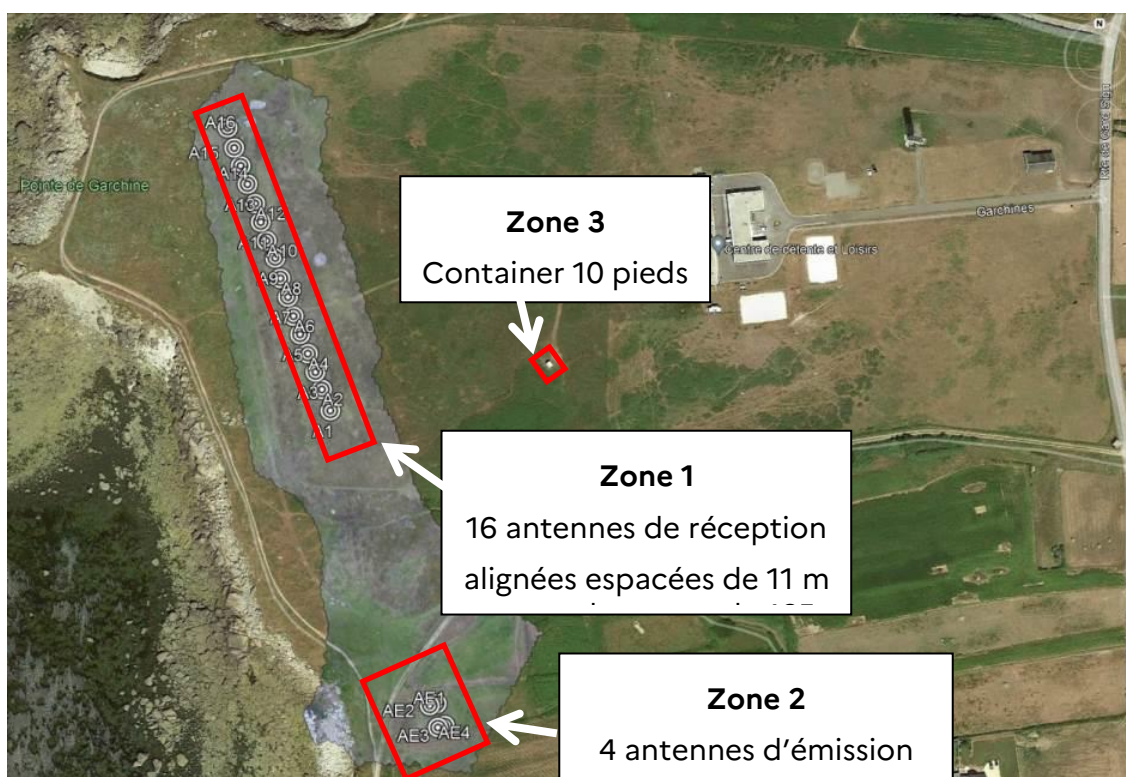 N
A16
A15
A14
A13
A12
A11
A10
A9
A8
A7
A6
A5
A4
A3
A2
A1
Pointe de Garchine
Garchines
Centre de détente et Loisirs
Zone 3
Container 10 pieds
Zone 1
16 antennes de réception
alignées espacées de 11 m
AE1
AE2
AE3
AE4
Zone 2
4 antennes d’émission